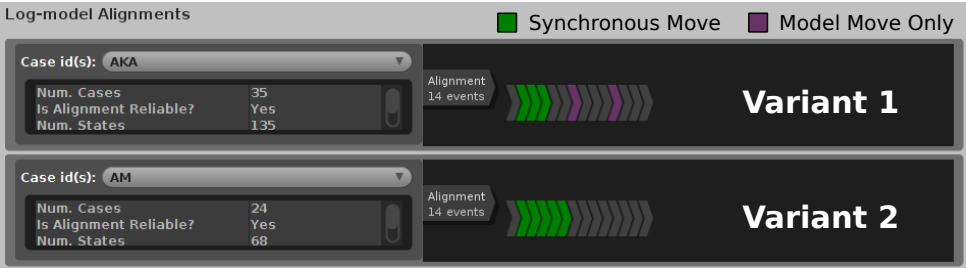 Log-model Alignments
Synchronous Move
Model Move Only
Case id(s): AKA
Num. Cases 35
Is Alignment Reliable? Yes
Num. States 135
Alignment
14 events
Variant 1
Case id(s): AM
Num. Cases 24
Is Alignment Reliable? Yes
Num. States 68
Alignment
14 events
Variant 2